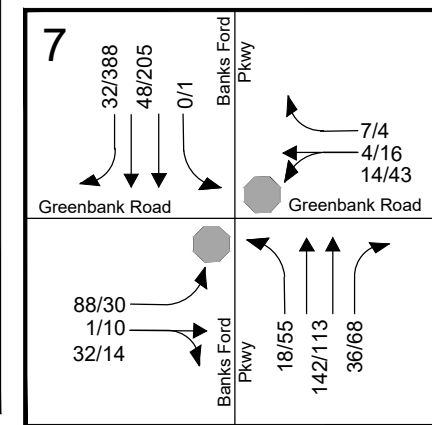 7
32/388
48/205
0/1
Banks Ford
Pkwy
7/4
4/16
14/43
Greenbank Road
Greenbank Road
88/30
1/10
32/14
Banks Ford
Pkwy
18/55
142/113
36/68